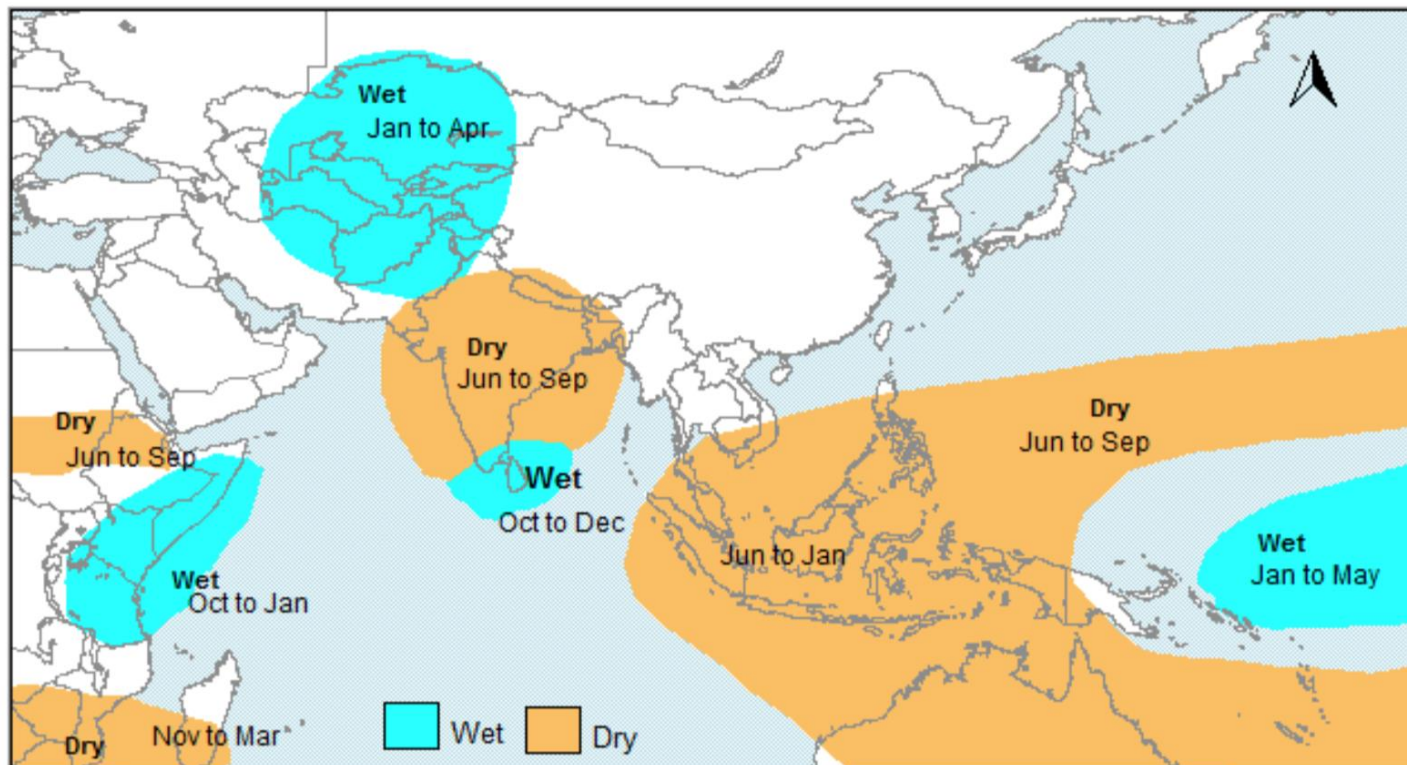 Wet
Jan to Apr
Dry
Jun to Sep
Dry
Jun to Sep
Dry
Jun to Sep
Wet
Oct to Dec
Jun to Jan
Wet
Jan to May
Wet
Oct to Jan
Nov to Mar
Dry
Wet
Dry